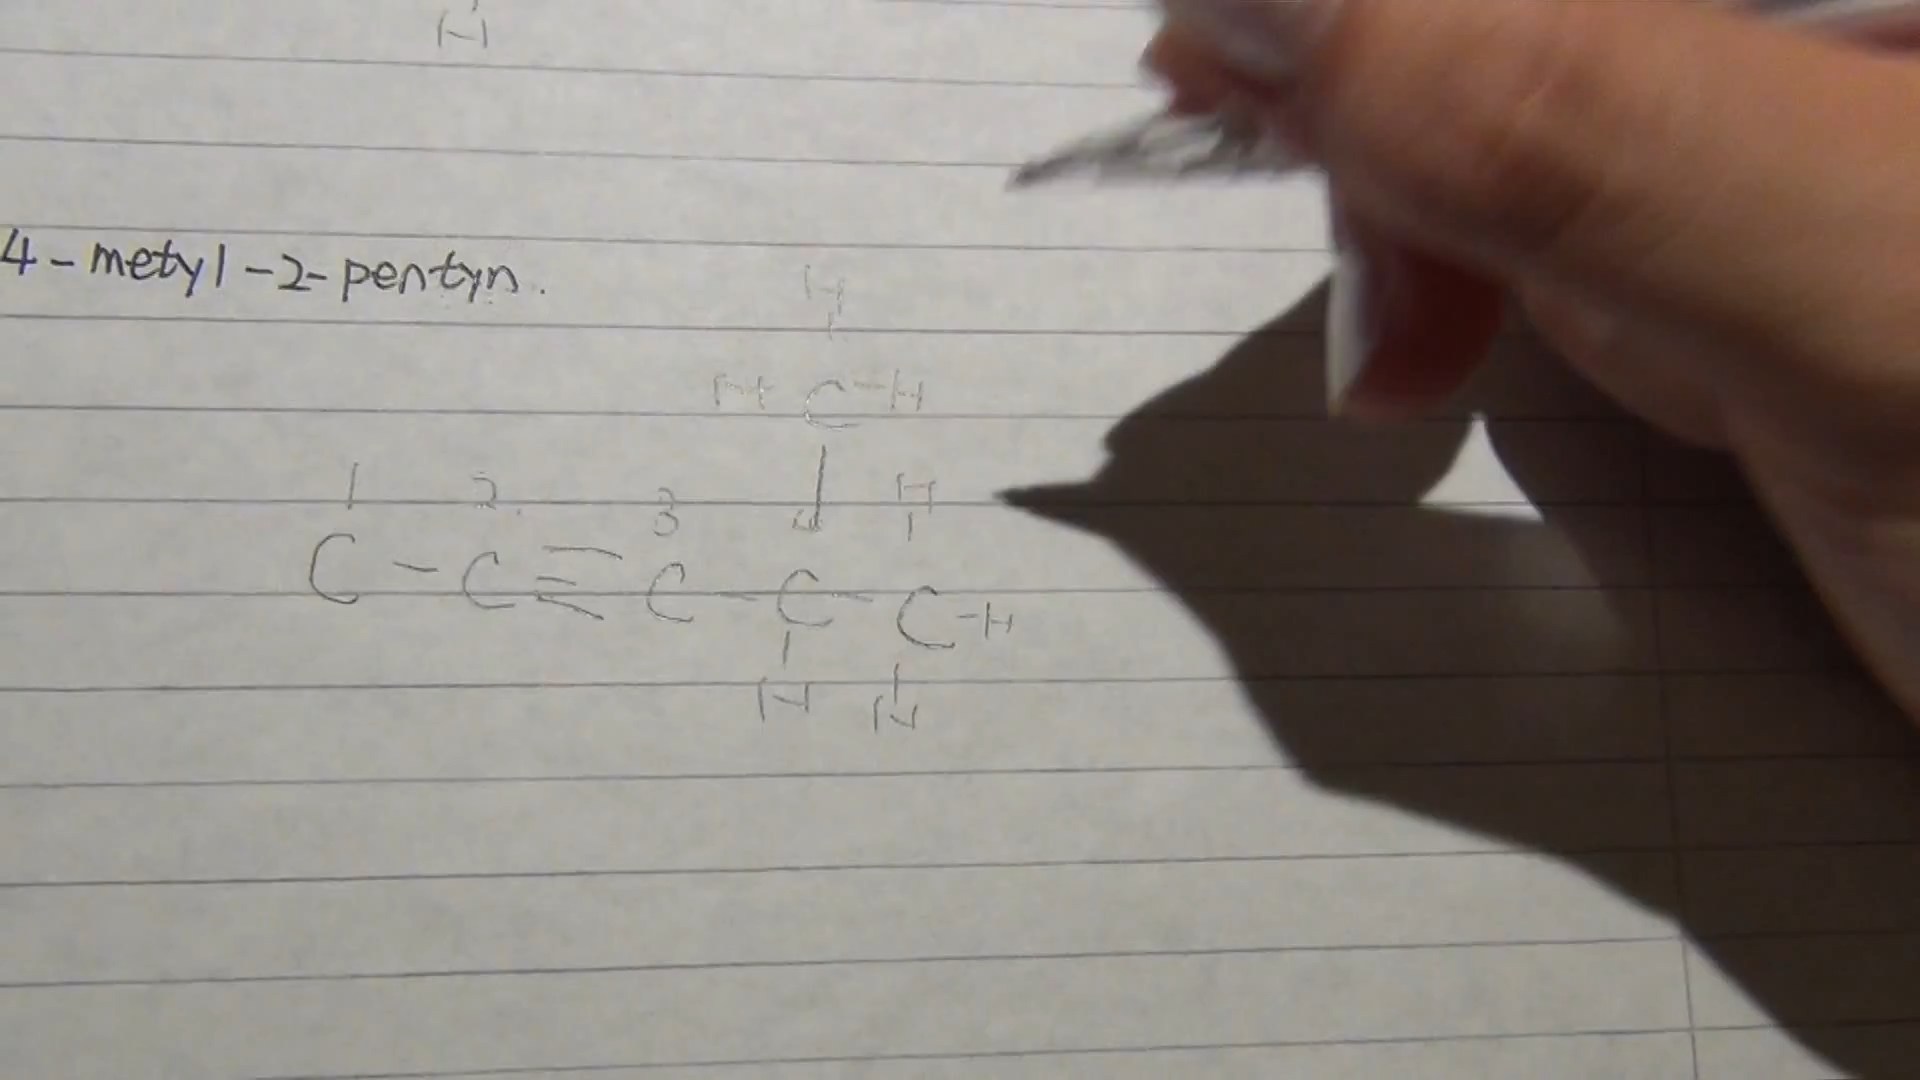 H
4-metyl-2-pentyn.
H
H C-H
1 2 3 4 H
C-C≡C-C-C-H
H H